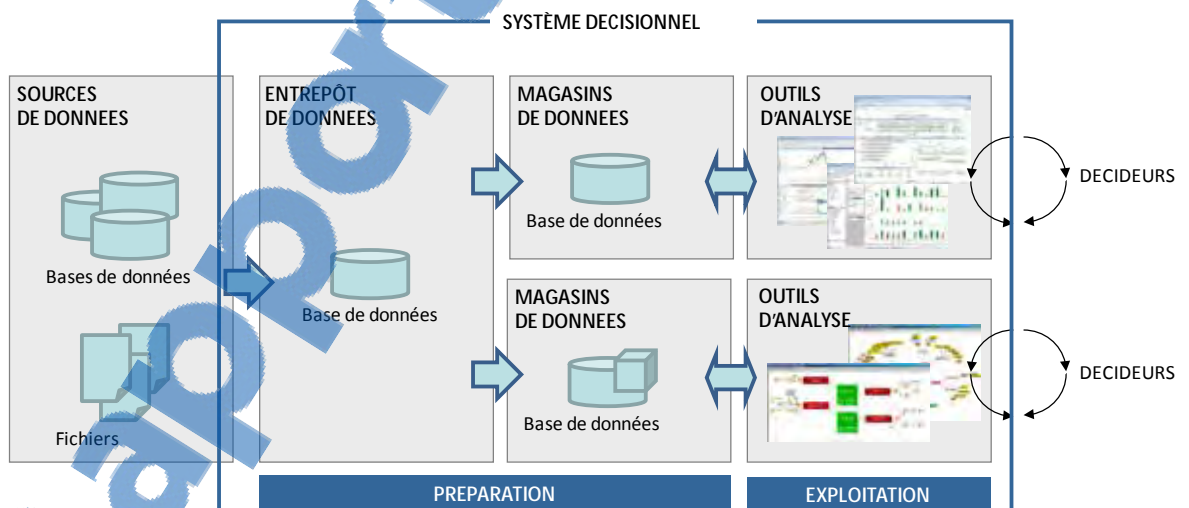 SYSTÈME DECISIONNEL
SOURCES
DE DONNEES
Bases de données
Fichiers
ENTREPÔT
DE DONNEES
Base de données
MAGASINS
DE DONNEES
Base de données
OUTILS
D'ANALYSE
DECIDEURS
MAGASINS
DE DONNEES
Base de données
OUTILS
D'ANALYSE
DECIDEURS
PREPARATION
EXPLOITATION